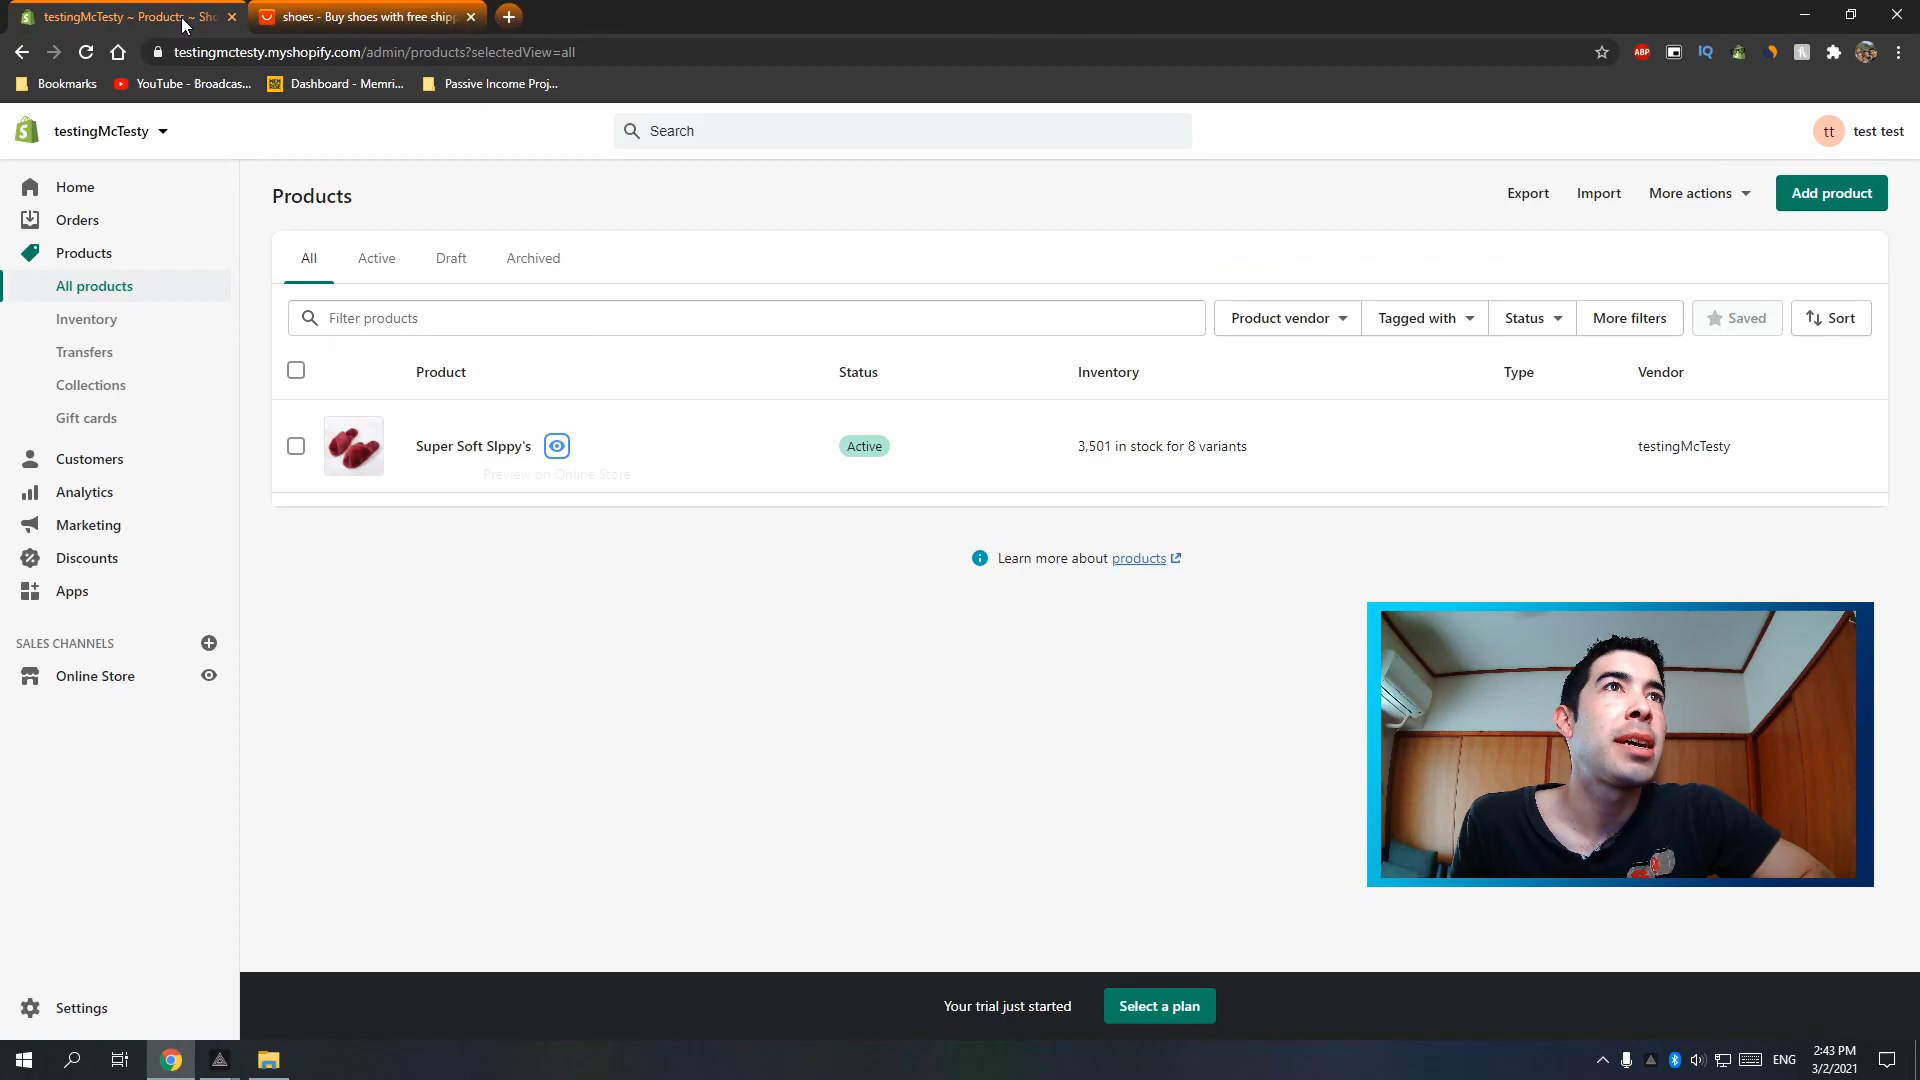 testingMcTesty ~ Products ~ Sho
shoes - Buy shoes with free shipp
testingmctesty.myshopify.com/admin/products?selectedView=all
ABP
IQ
Bookmarks
YouTube - Broadcas...
Dashboard - Memri...
Passive Income Proj...
testingMcTesty
Search
tt
test test
Home
Orders
Products
All products
Inventory
Transfers
Collections
Gift cards
Customers
Analytics
Marketing
Discounts
Apps
SALES CHANNELS
Online Store
Settings
Products
Export
Import
More actions
Add product
All
Active
Draft
Archived
Filter products
Product vendor
Tagged with
Status
More filters
Saved
Sort
Product
Status
Inventory
Type
Vendor
Super Soft Slppy's
Active
3,501 in stock for 8 variants
testingMcTesty
Preview on Online Store
Learn more about products
Your trial just started
Select a plan
ENG
2:43 PM
3/2/2021